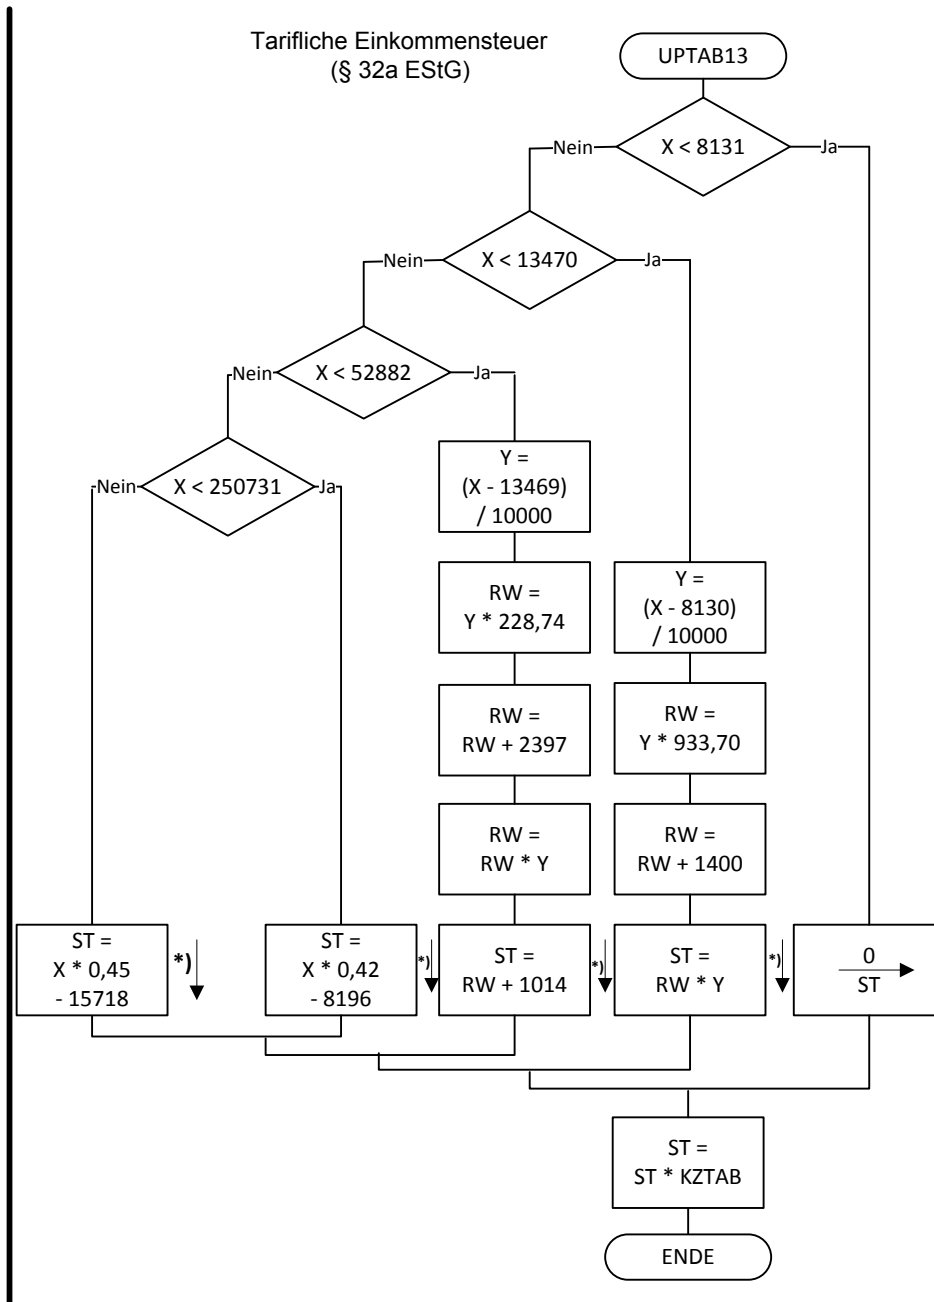 Tarifliche Einkommensteuer
(§ 32a EStG)
UPTAB13
X < 8131
Nein
Ja
X < 13470
Nein
Ja
X < 52882
Nein
Ja
X < 250731
Nein
Ja
Y =
(X - 13469)
/ 10000
RW =
Y * 228,74
RW =
RW + 2397
RW =
RW * Y
Y =
(X - 8130)
/ 10000
RW =
Y * 933,70
RW =
RW + 1400
ST =
X * 0,45
- 15718
*)
ST =
X * 0,42
- 8196
*)
ST =
RW + 1014
*)
ST =
RW * Y
*)
0
ST
ST =
ST * KZTAB
ENDE